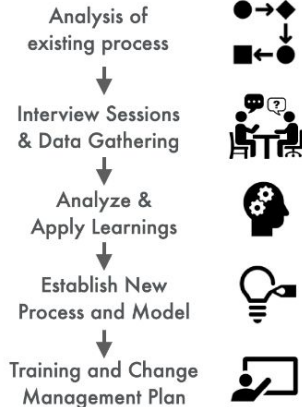 Analysis of
existing process
?
Interview Sessions
& Data Gathering
Analyze &
Apply Learnings
Establish New
Process and Model
Training and Change
Management Plan